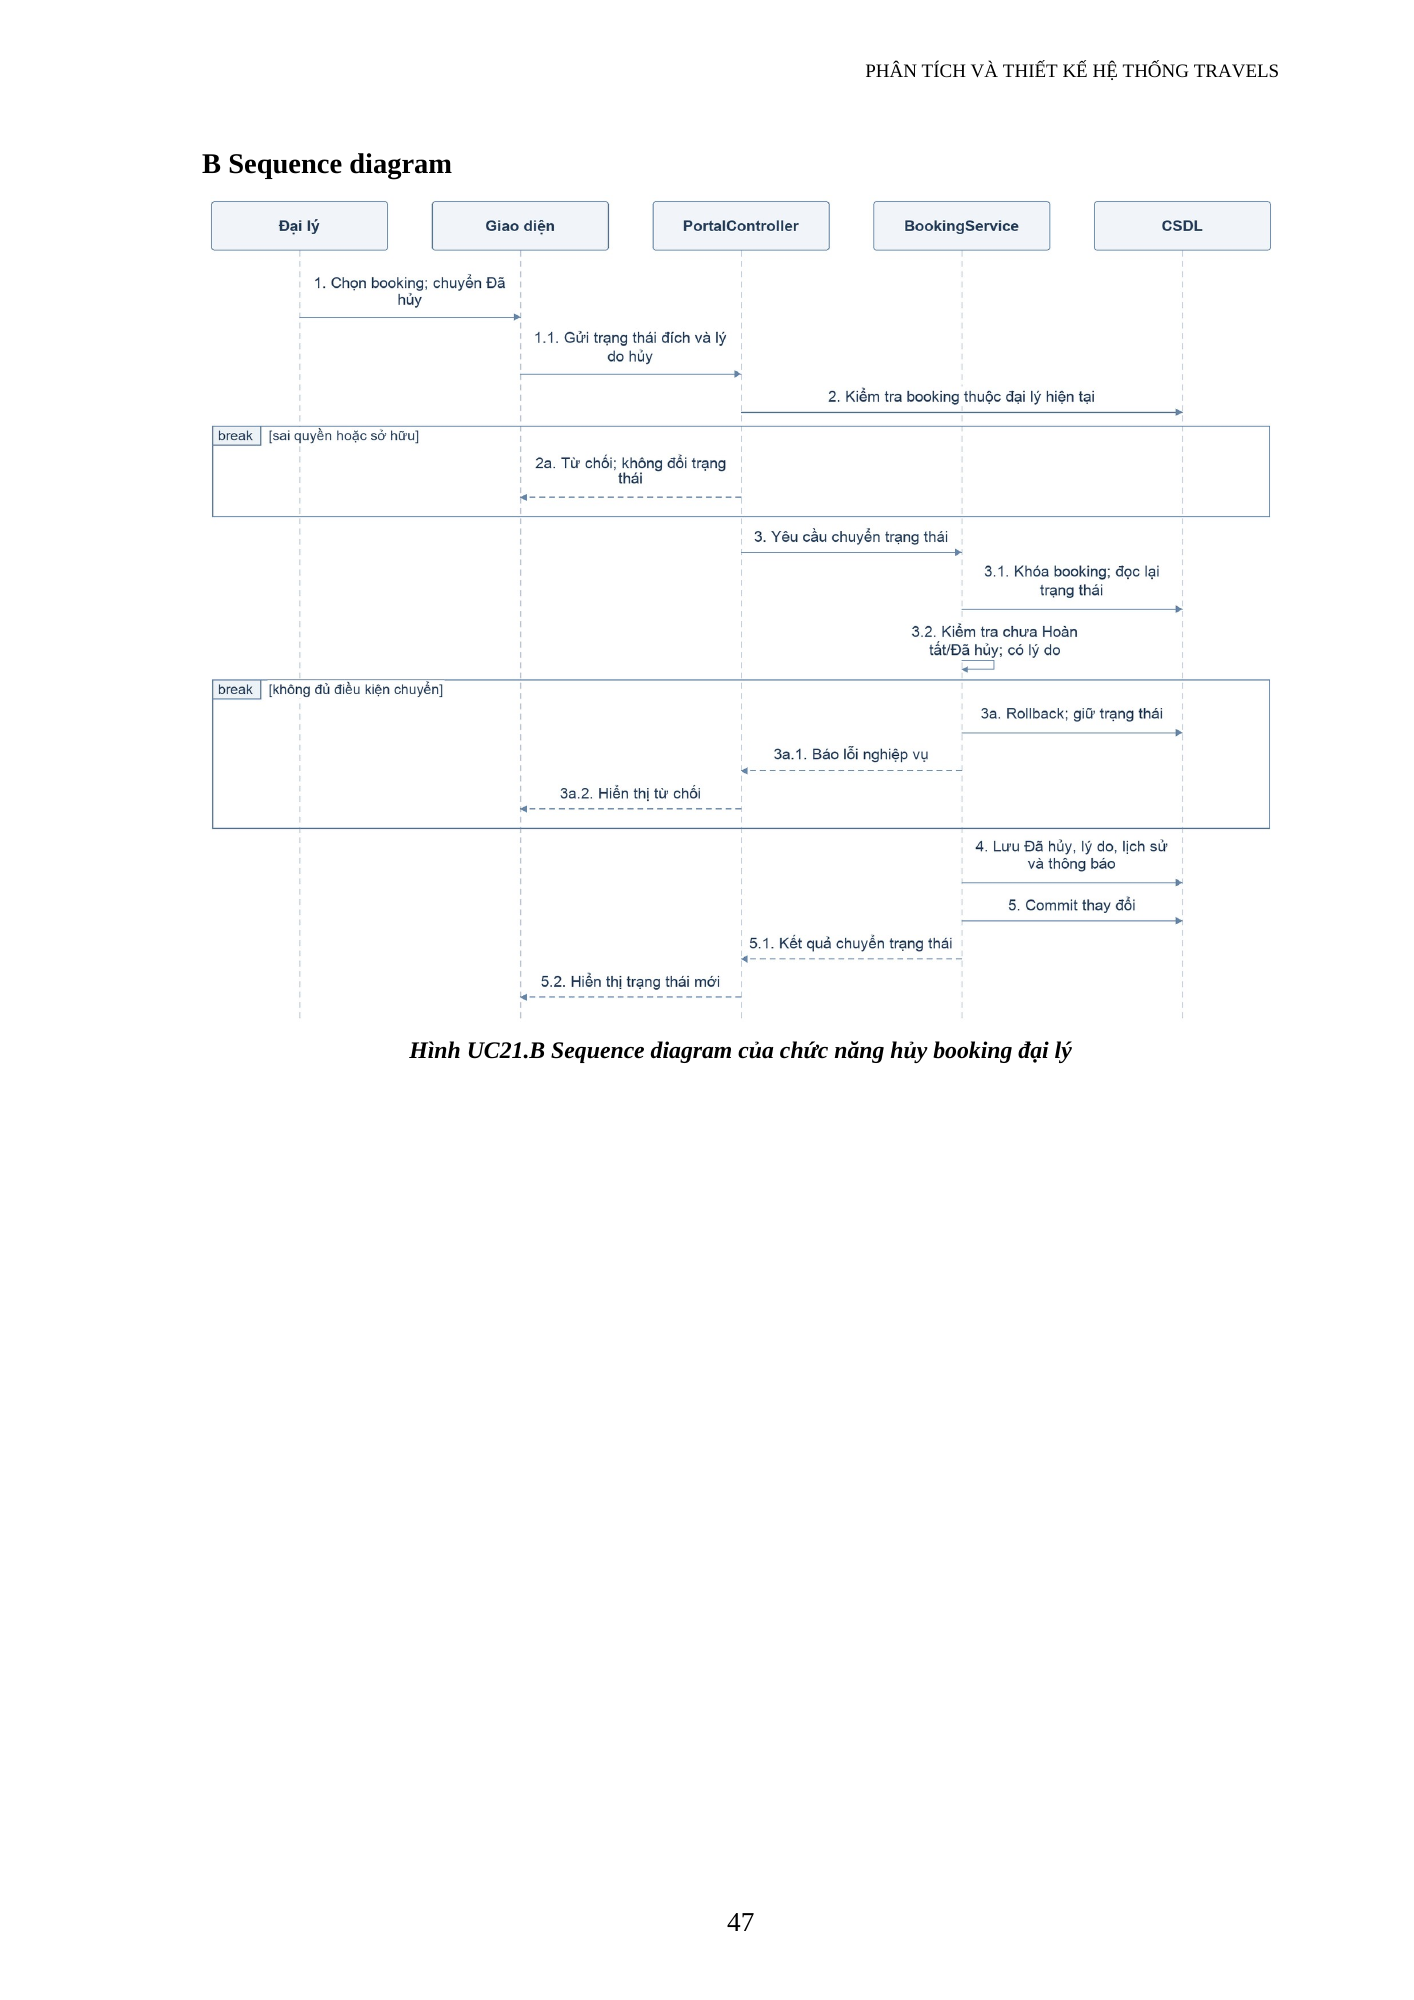 PHÂN TÍCH VÀ THIẾT KẾ HỆ THỐNG TRAVELS
B Sequence diagram
Đại lý
Giao diện
PortalController
BookingService
CSDL
1. Chọn booking; chuyển Đã
hủy
1.1. Gửi trạng thái đích và lý
do hủy
2. Kiểm tra booking thuộc đại lý hiện tại
break [sai quyền hoặc sở hữu]
2a. Từ chối; không đổi trạng
thái
3. Yêu cầu chuyển trạng thái
3.1. Khóa booking; đọc lại
trạng thái
3.2. Kiểm tra chưa Hoàn
tất/Đã hủy; có lý do
break [không đủ điều kiện chuyển]
3a. Rollback; giữ trạng thái
3a.1. Báo lỗi nghiệp vụ
3a.2. Hiển thị từ chối
4. Lưu Đã hủy, lý do, lịch sử
và thông báo
5. Commit thay đổi
5.1. Kết quả chuyển trạng thái
5.2. Hiển thị trạng thái mới
Hình UC21.B Sequence diagram của chức năng hủy booking đại lý
47